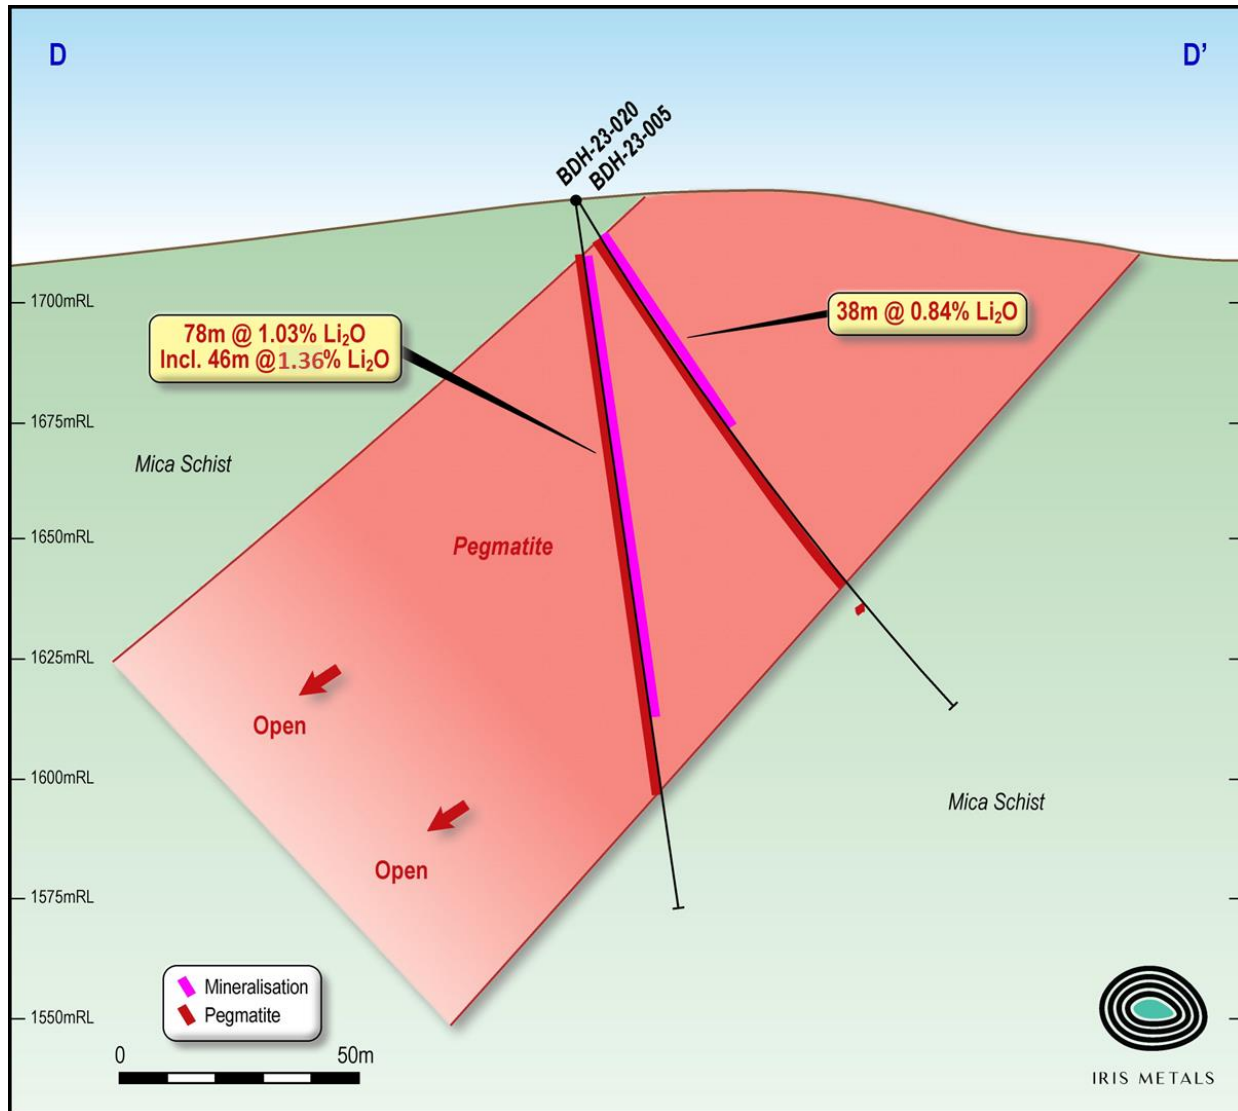 D
D'
BDH-23-020
BDH-23-005
1700mRL
38m @ 0.84% Li₂O
78m @ 1.03% Li₂O
Incl. 46m @1.36% Li₂O
1675mRL
Mica Schist
1650mRL
Pegmatite
1625mRL
Open
1600mRL
Mica Schist
Open
1575mRL
Mineralisation
Pegmatite
1550mRL
0
50m
IRIS METALS